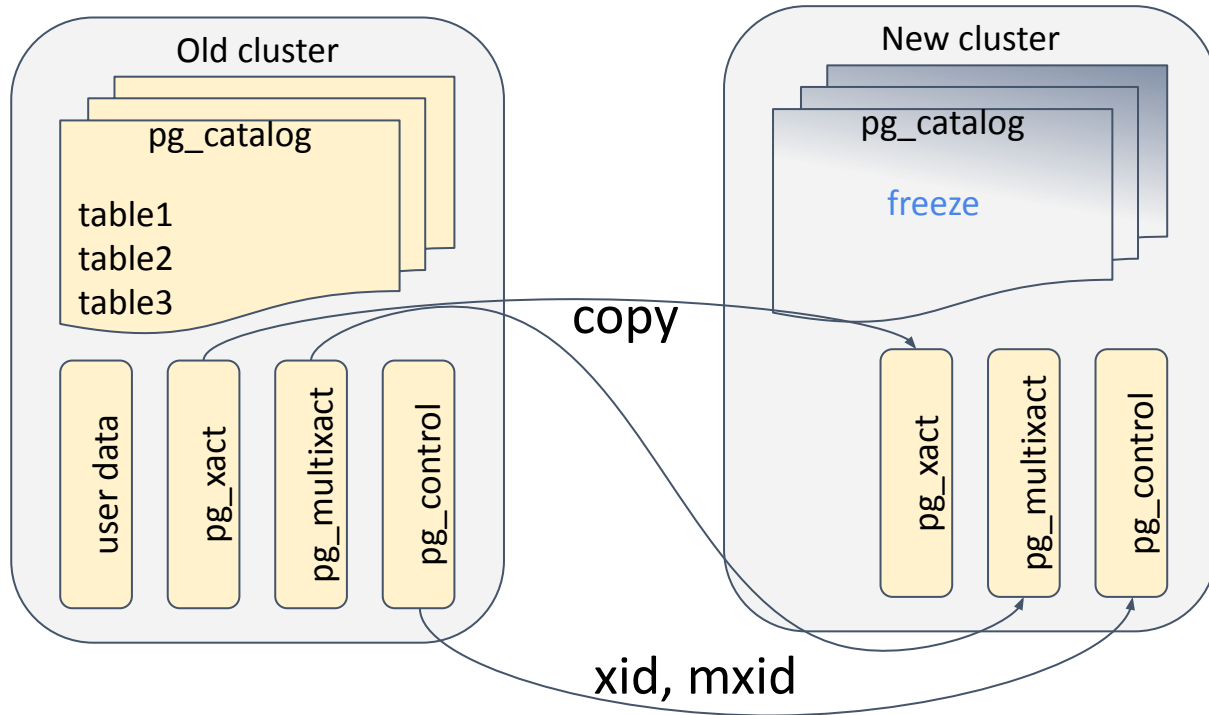 Old cluster
pg_catalog
table1
table2
table3
user data
pg_xact
pg_multixact
pg_control
copy
xid, mxid
New cluster
pg_catalog
freeze
pg_xact
pg_multixact
pg_control